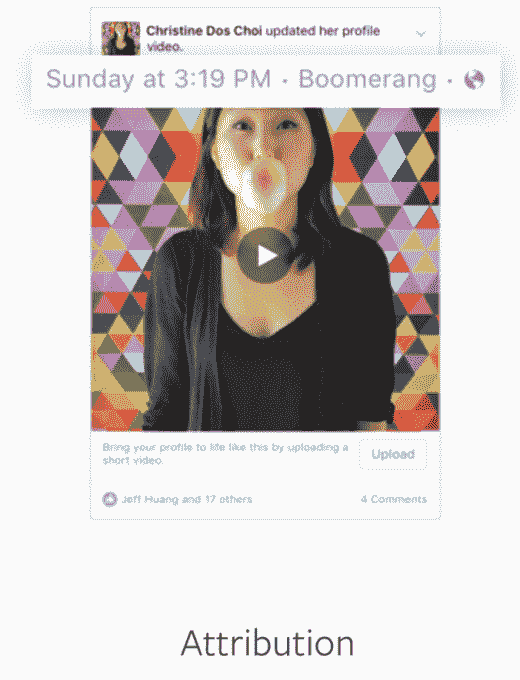 Christine Dos Choi updated her profile
video.
Sunday at 3:19 PM · Boomerang ·
Bring your profile to life like this by uploading a
short video.
Upload
Jeff Huang and 17 others
4 Comments
Attribution